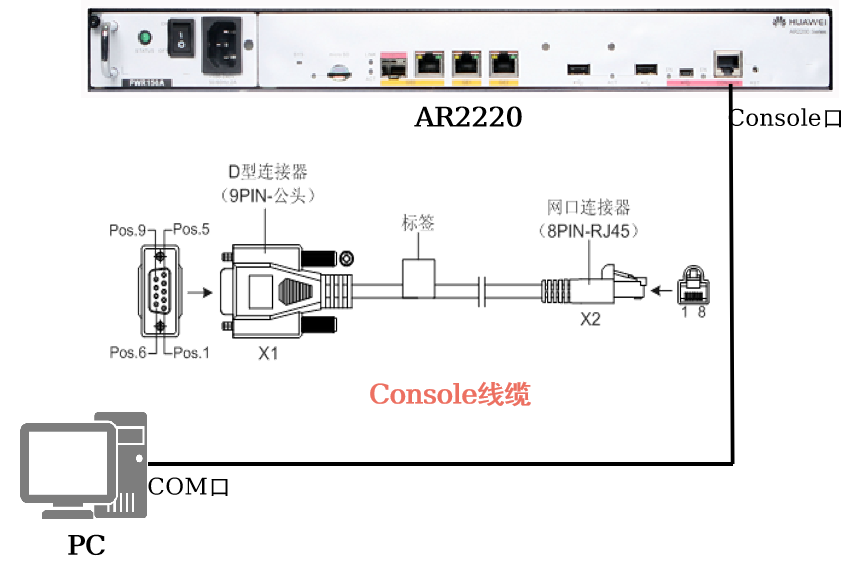 HUAWEI
AR2200 Series
PWR150A
AR2220
Console口
D型连接器
（9PIN-公头）
标签
网口连接器
（8PIN-RJ45）
Pos.9
Pos.5
Pos.6
Pos.1
X1
X2
1 8
Console线缆
COM口
PC